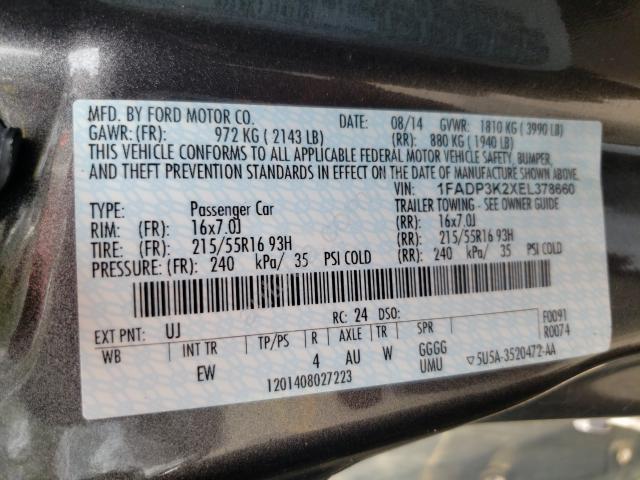 MFD. BY FORD MOTOR CO. DATE: 08/14 GVWR: 1810 KG ( 3990 LB)
GAWR: (FR): 972 KG ( 2143 LB) (RR): 880 KG ( 1940 LB)
THIS VEHICLE CONFORMS TO ALL APPLICABLE FEDERAL MOTOR VEHICLE SAFETY, BUMPER,
AND THEFT PREVENTION STANDARDS IN EFFECT ON THE DATE OF MANUFACTURE SHOWN ABOVE.
VIN: 1FADP3K2XEL378660
TYPE: Passenger Car TRAILER TOWING - SEE OWNER GUIDE
RIM: (FR): 16x7.0J (RR): 16x7.0J
TIRE: (FR): 215/55R16 93H (RR): 215/55R16 93H
PRESSURE: (FR): 240 kPa/ 35 PSI COLD (RR): 240 kPa/ 35 PSI COLD
RC: 24 DSO: F0091
EXT PNT: UJ R0074
WB INT TR TP/PS R AXLE TR SPR
EW 4 AU W GGGG
UMU ▽5U5A-3520472-AA
1201408027223